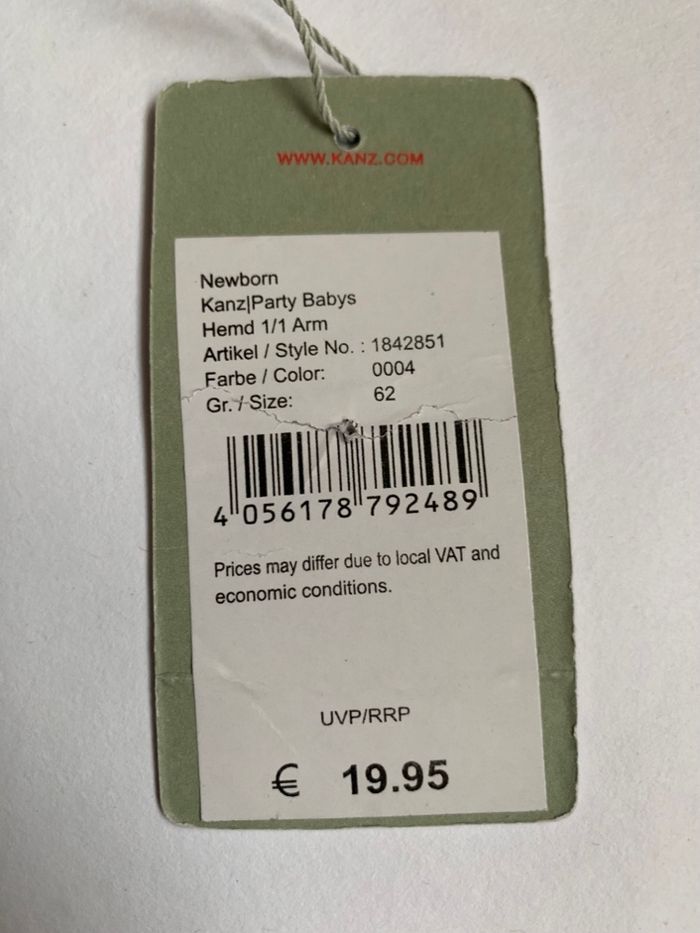 WWW.KANZ.COM
Newborn
Kanz|Party Babys
Hemd 1/1 Arm
Artikel / Style No. : 1842851
Farbe / Color: 0004
Gr. / Size: 62
4 056178 792489
Prices may differ due to local VAT and
economic conditions.
UVP/RRP
€ 19.95